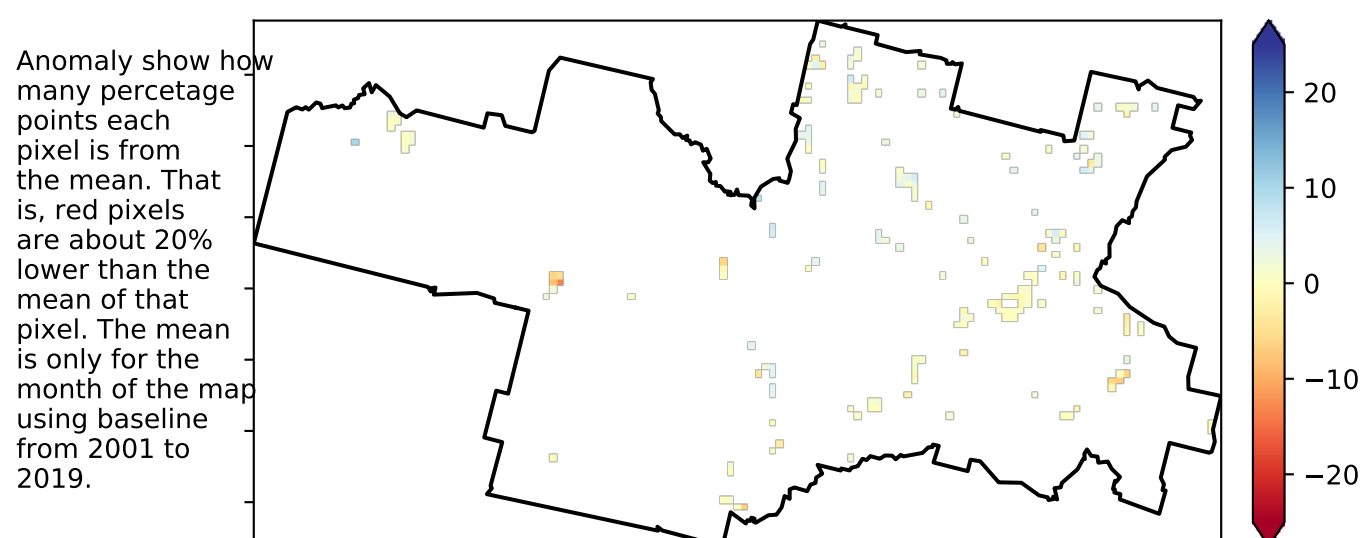 Anomaly show how
many percetage
points each
pixel is from
the mean. That
is, red pixels
are about 20%
lower than the
mean of that
pixel. The mean
is only for the
month of the map
using baseline
from 2001 to
2019.
20
10
0
−10
−20